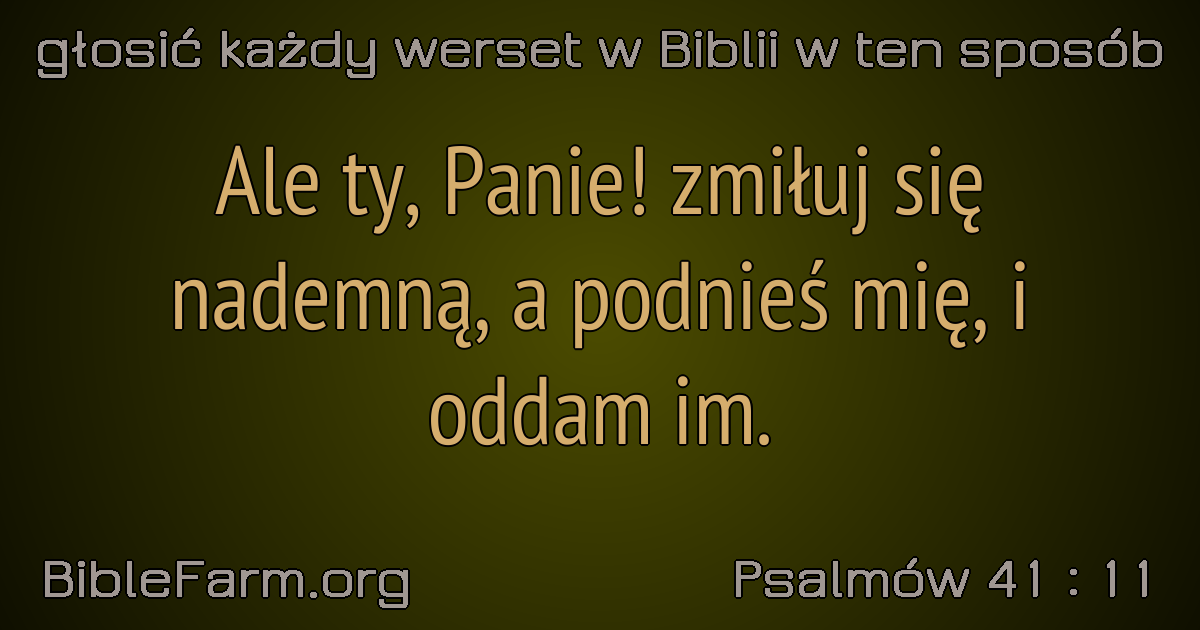 głosić każdy werset w Biblii w ten sposób
Ale ty, Panie! zmiłuj się
nademną, a podnieś mię, i
oddam im.
BibleFarm.org
Psalmów 41 : 11